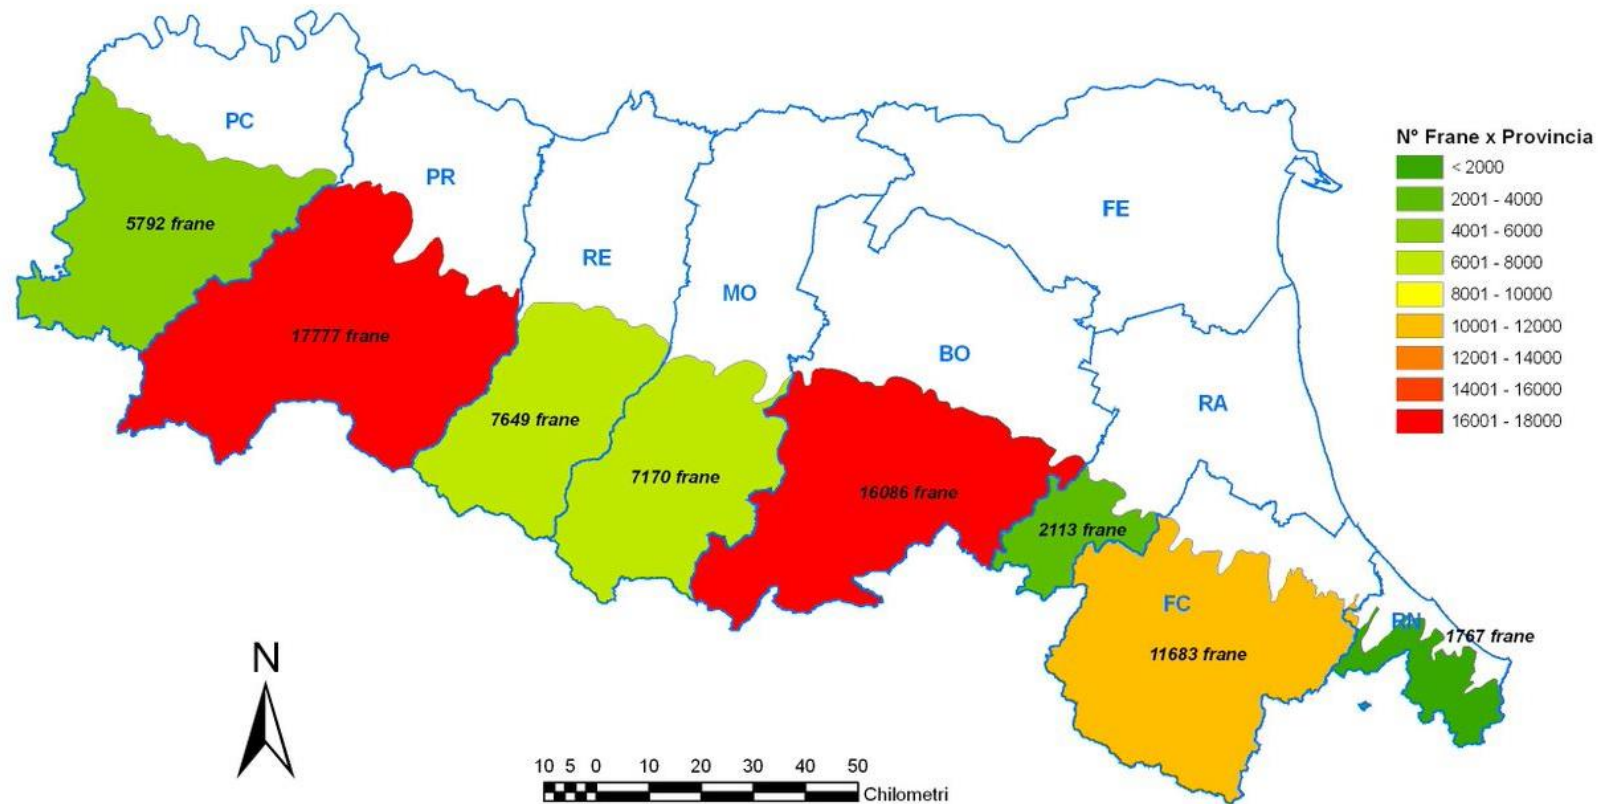 PC
PR
RE
MO
BO
FE
RA
FC
RN
5792 frane
17777 frane
7649 frane
7170 frane
16086 frane
2113 frane
11683 frane
1767 frane
N° Frane x Provincia
< 2000
2001 - 4000
4001 - 6000
6001 - 8000
8001 - 10000
10001 - 12000
12001 - 14000
14001 - 16000
16001 - 18000
N
10 5 0 10 20 30 40 50
Chilometri